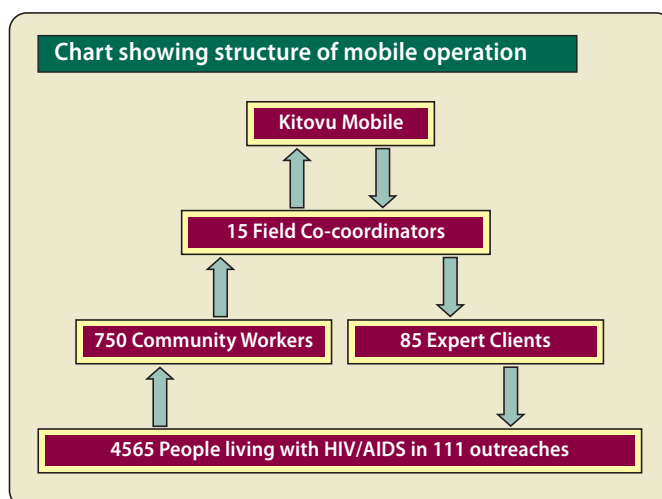 Chart showing structure of mobile operation
Kitovu Mobile
15 Field Co-coordinators
750 Community Workers
85 Expert Clients
4565 People living with HIV/AIDS in 111 outreaches